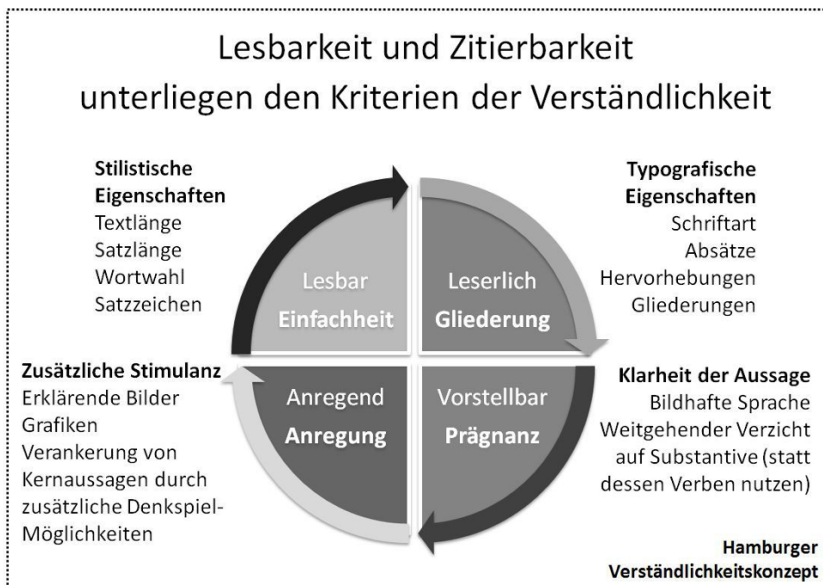 Lesbarkeit und Zitierbarkeit
unterliegen den Kriterien der Verständlichkeit
Stilistische
Eigenschaften
Textlänge
Satzlänge
Wortwahl
Satzzeichen
Typografische
Eigenschaften
Schriftart
Absätze
Hervorhebungen
Gliederungen
Lesbar
Einfachheit
Leserlich
Gliederung
Anregend
Anregung
Vorstellbar
Prägnanz
Zusätzliche Stimulanz
Erklärende Bilder
Grafiken
Verankerung von
Kernaussagen durch
zusätzliche Denkspiel-
Möglichkeiten
Klarheit der Aussage
Bildhafte Sprache
Weitgehender Verzicht
auf Substantive (statt
dessen Verben nutzen)
Hamburger
Verständlichkeitskonzept